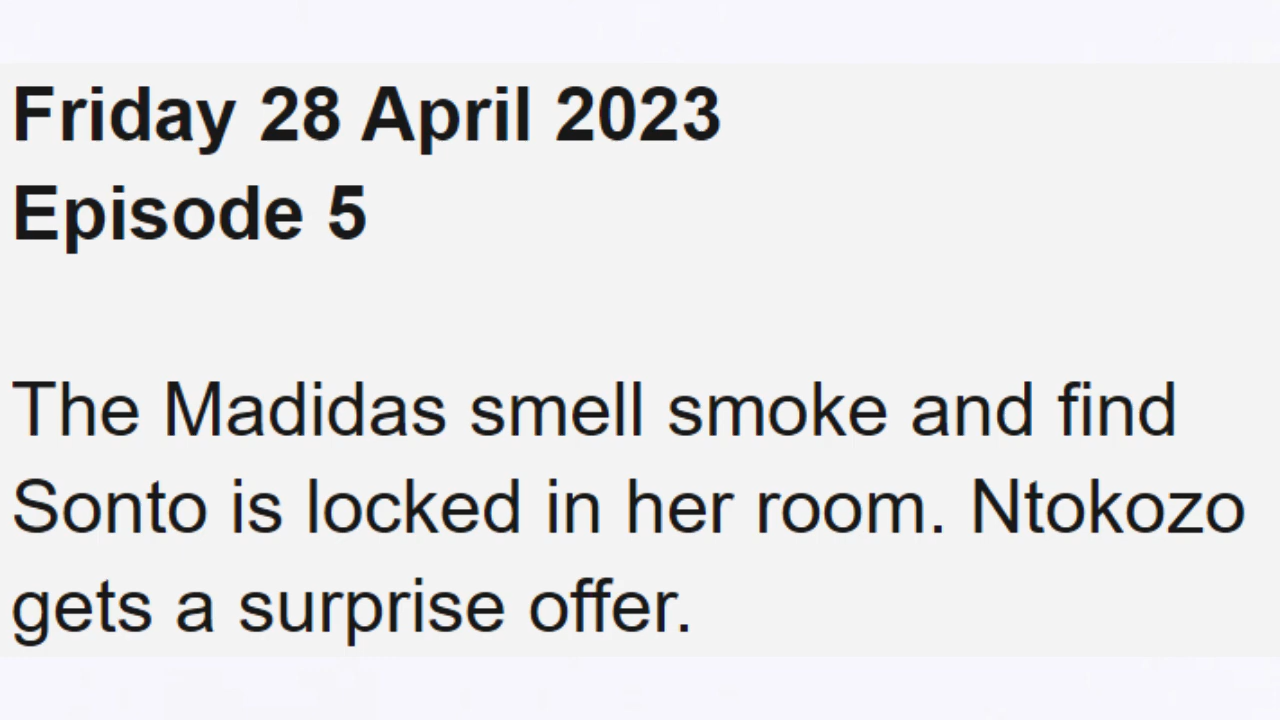 Friday 28 April 2023
Episode 5
The Madidas smell smoke and find
Sonto is locked in her room. Ntokozo
gets a surprise offer.